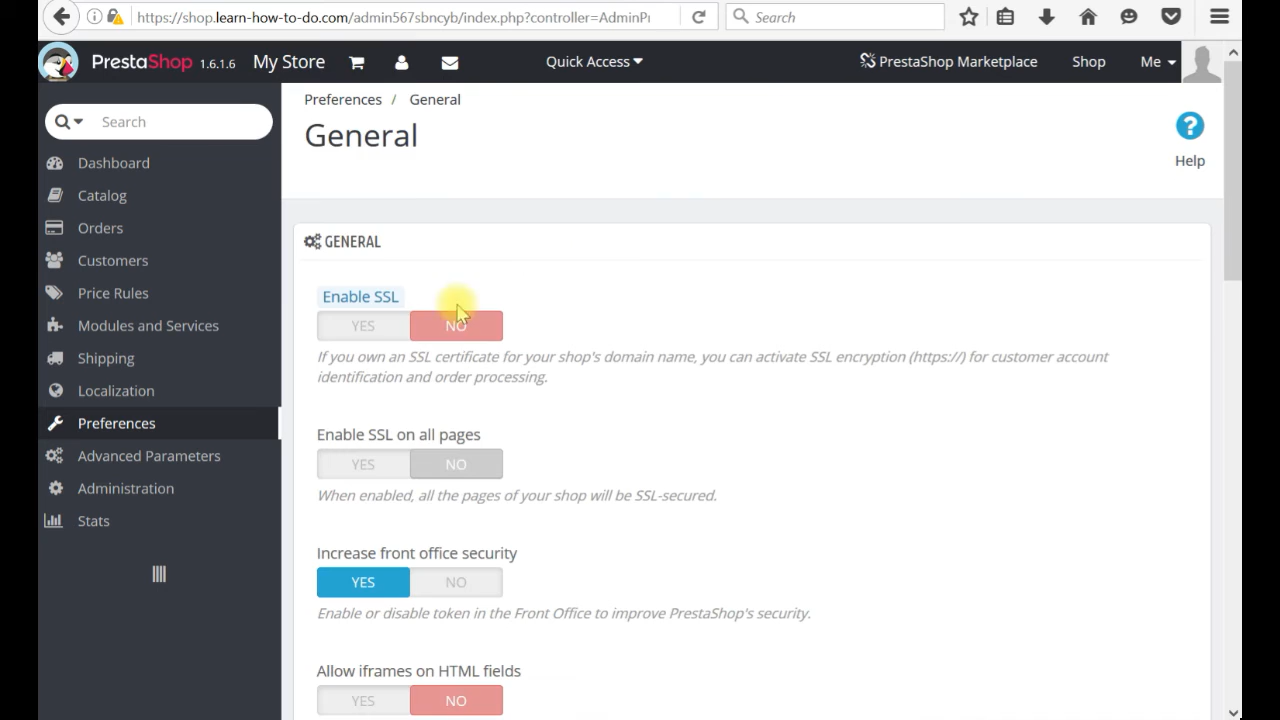 https://shop.learn-how-to-do.com/admin567sbncyb/index.php?controller=AdminPr
Search
PrestaShop 1.6.1.6 My Store Quick Access PrestaShop Marketplace Shop Me
Search
Dashboard
Catalog
Orders
Customers
Price Rules
Modules and Services
Shipping
Localization
Preferences
Advanced Parameters
Administration
Stats
Preferences / General
General
?
Help
GENERAL
Enable SSL
YES NO
If you own an SSL certificate for your shop's domain name, you can activate SSL encryption (https://) for customer account
identification and order processing.
Enable SSL on all pages
YES NO
When enabled, all the pages of your shop will be SSL-secured.
Increase front office security
YES NO
Enable or disable token in the Front Office to improve PrestaShop's security.
Allow iframes on HTML fields
YES NO